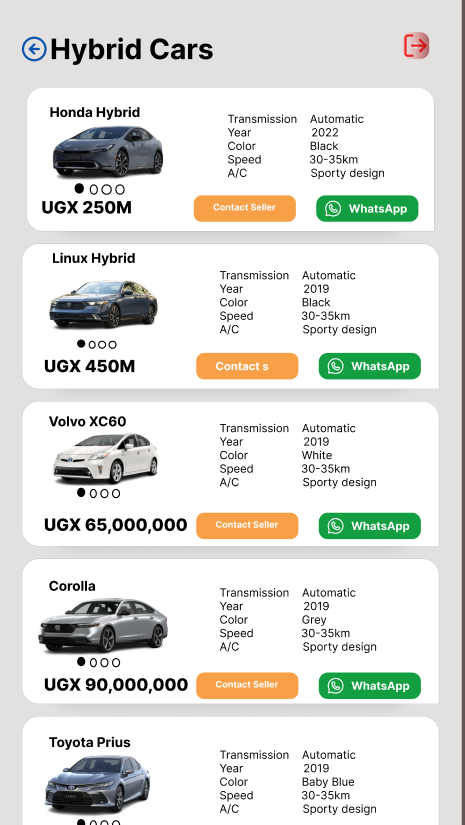 Hybrid Cars
Honda Hybrid
Transmission Automatic
Year 2022
Color Black
Speed 30-35km
A/C Sporty design
UGX 250M
Contact Seller
WhatsApp
Linux Hybrid
Transmission Automatic
Year 2019
Color Black
Speed 30-35km
A/C Sporty design
UGX 450M
Contact s
WhatsApp
Volvo XC60
Transmission Automatic
Year 2019
Color White
Speed 30-35km
A/C Sporty design
UGX 65,000,000
Contact Seller
WhatsApp
Corolla
Transmission Automatic
Year 2019
Color Grey
Speed 30-35km
A/C Sporty design
UGX 90,000,000
Contact Seller
WhatsApp
Toyota Prius
Transmission Automatic
Year 2019
Color Baby Blue
Speed 30-35km
A/C Sporty design